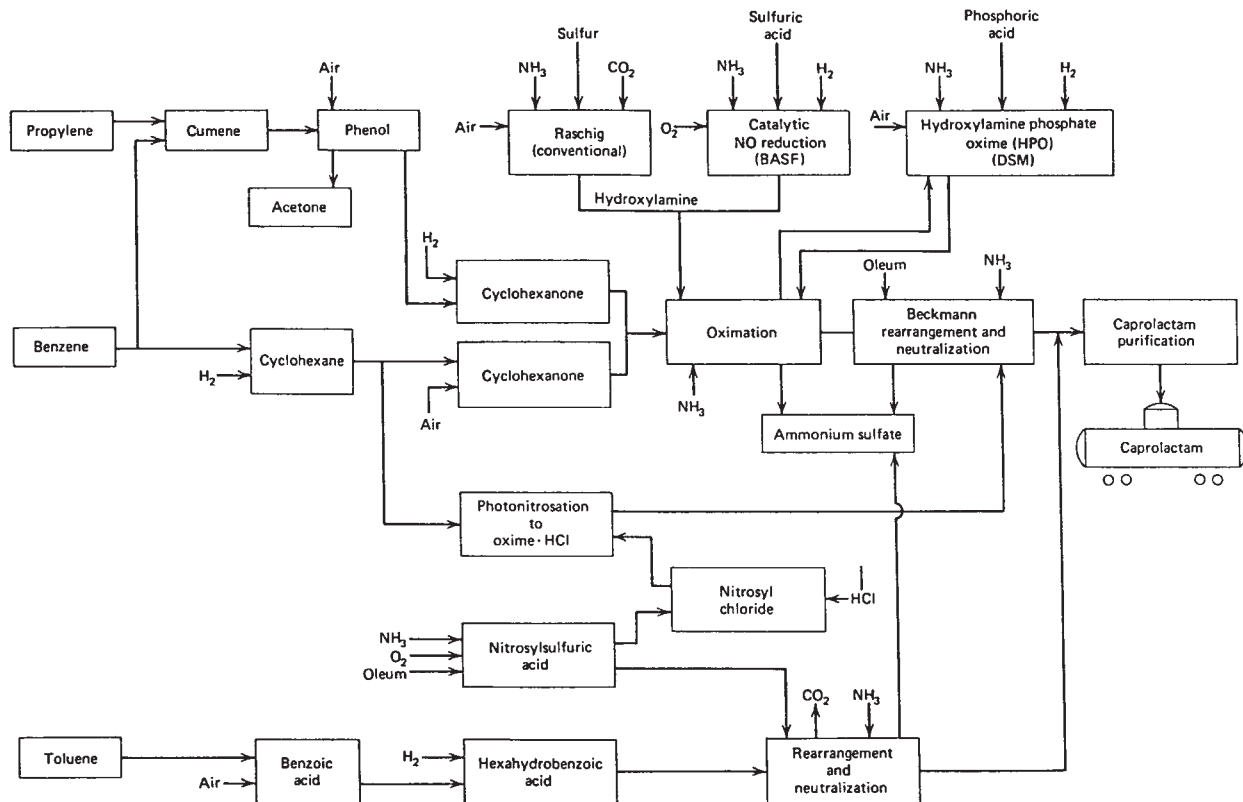 Sulfur
Sulfuric
acid
Phosphoric
acid
Air
NH3
CO2
NH3
H2
NH3
H2
Propylene
Cumene
Phenol
Air
Raschig
(conventional)
O2
Catalytic
NO reduction
(BASF)
Air
Hydroxylamine phosphate
oxime (HPO)
(DSM)
Acetone
Hydroxylamine
H2
Cyclohexanone
Oleum
NH3
Oximation
Beckmann
rearrangement and
neutralization
Caprolactam
purification
Benzene
H2
Cyclohexane
Cyclohexanone
Air
NH3
Ammonium sulfate
Caprolactam
Photonitrosation
to
oxime · HCl
Nitrosyl
chloride
HCl
NH3
O2
Oleum
Nitrosylsulfuric
acid
CO2
NH3
Toluene
Air
Benzoic
acid
H2
Hexahydrobenzoic
acid
Rearrangement
and
neutralization